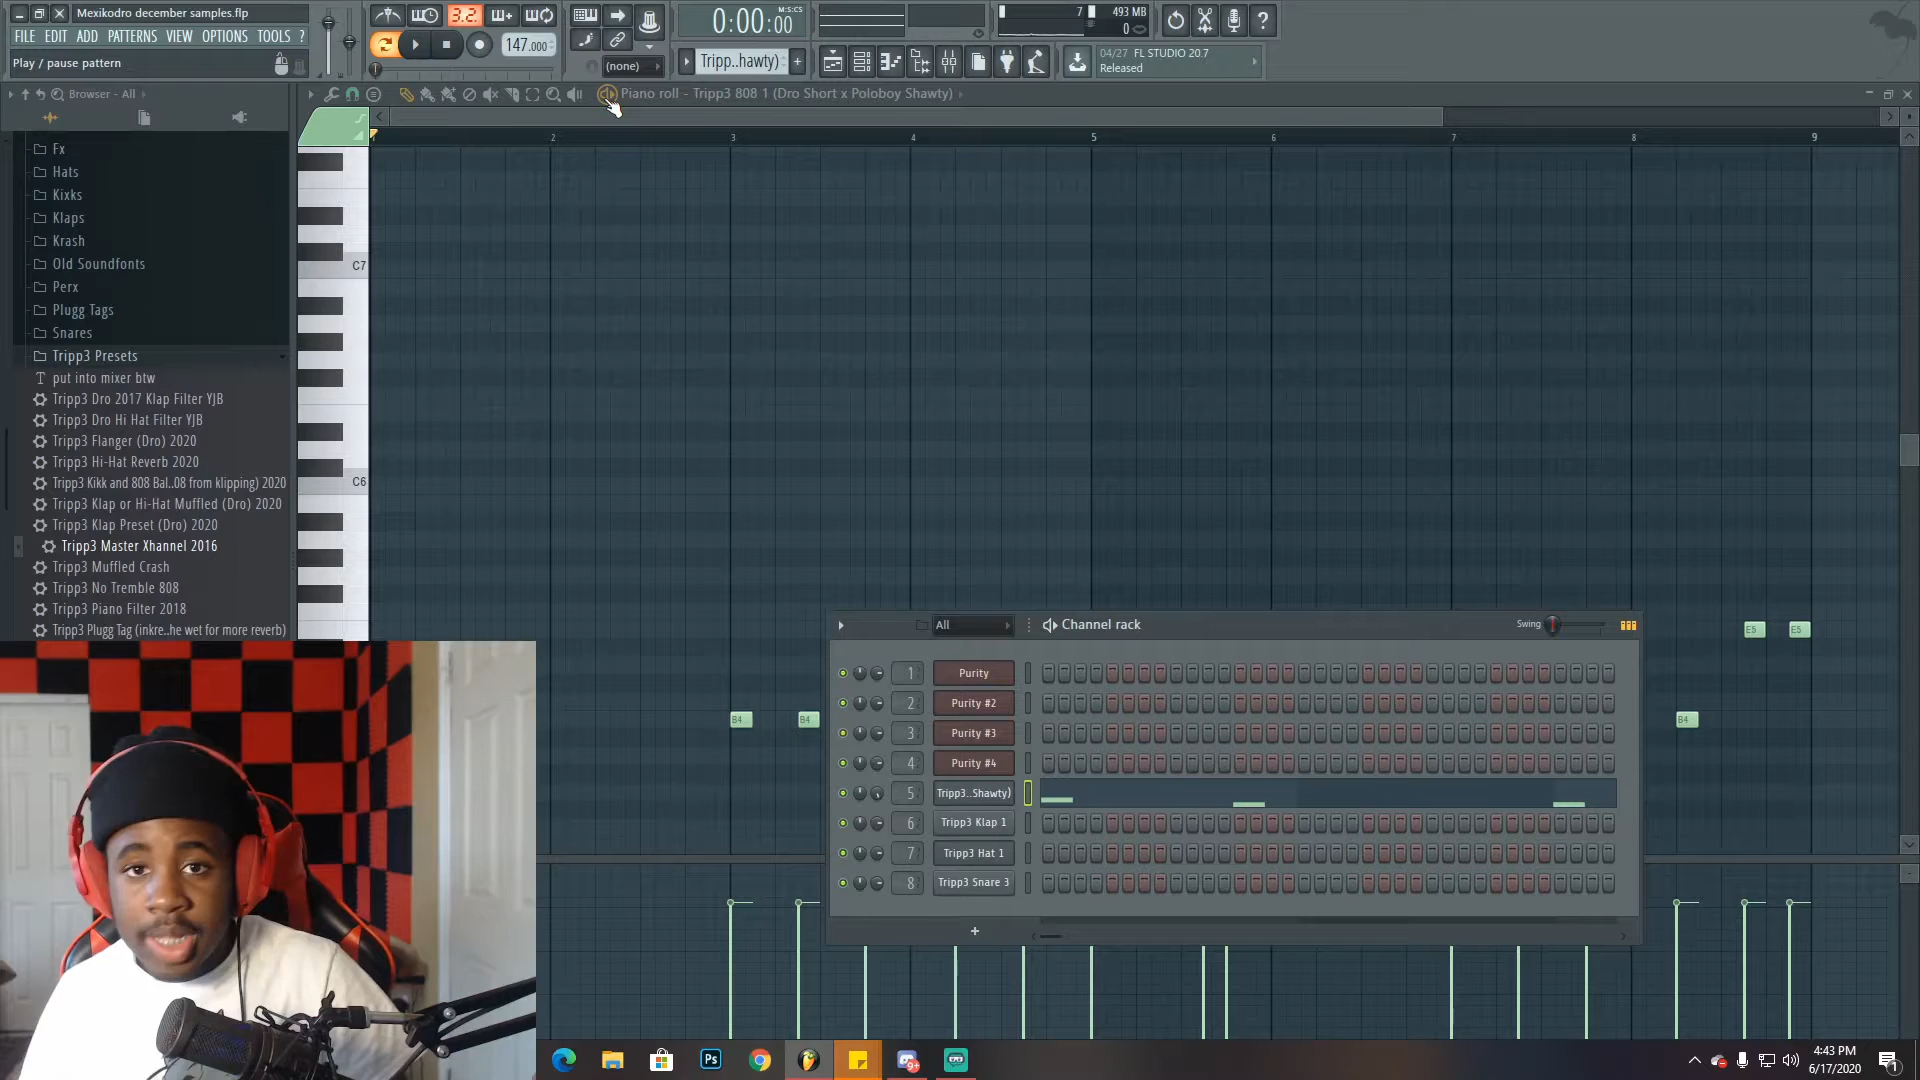 Mexikodro december samples.flp
FILE EDIT ADD PATTERNS VIEW OPTIONS TOOLS ?
Play / pause pattern
3.2
147.000
(none)
0:00:00
M:S:CS
Tripp..hawty)
7
493 MB
0
04/27 FL STUDIO 20.7
Released
Browser - All
Piano roll - Tripp3 808 1 (Dro Short x Poloboy Shawty)
2 3 4 5 6 7 8 9
Fx
Hats
Kixks
Klaps
Krash
Old Soundfonts
Perx
Plugg Tags
Snares
Tripp3 Presets
put into mixer btw
Tripp3 Dro 2017 Klap Filter YJB
Tripp3 Dro Hi Hat Filter YJB
Tripp3 Flanger (Dro) 2020
Tripp3 Hi-Hat Reverb 2020
Tripp3 Kikk and 808 Bal..08 from klipping) 2020
Tripp3 Klap or Hi-Hat Muffled (Dro) 2020
Tripp3 Klap Preset (Dro) 2020
Tripp3 Master Xhannel 2016
Tripp3 Muffled Crash
Tripp3 No Tremble 808
Tripp3 Piano Filter 2018
Tripp3 Plugg Tag (inkre..he wet for more reverb)
C7
C6
B4
B4
B4
E5
E5
All
Channel rack
Swing
1 Purity
2 Purity #2
3 Purity #3
4 Purity #4
5 Tripp3..Shawty)
6 Tripp3 Klap 1
7 Tripp3 Hat 1
8 Tripp3 Snare 3
+
Ps
9+
4:43 PM
6/17/2020
1